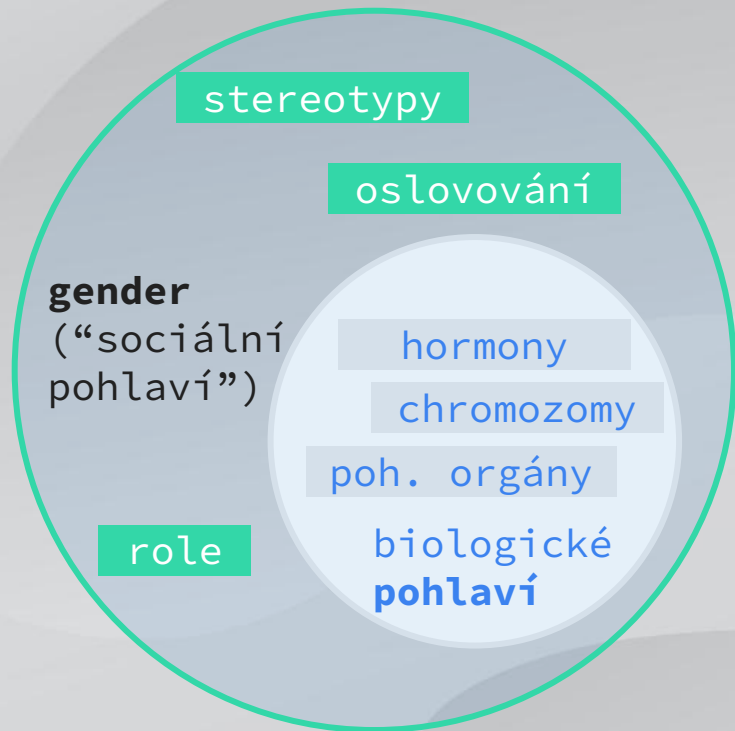 stereotypy
oslovování
gender
(“sociální
pohlaví”)
hormony
chromozomy
poh. orgány
role
biologické
pohlaví